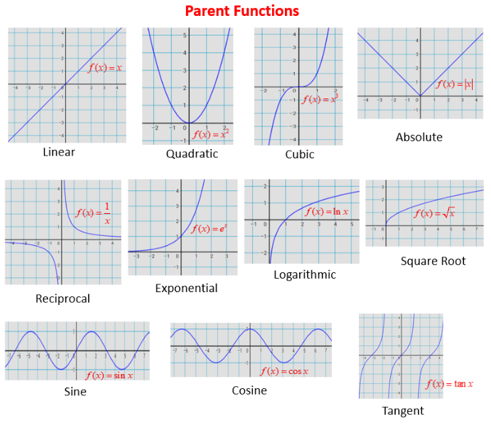 Parent Functions
f(x)=x
Linear
f(x)=x²
Quadratic
f(x)=x³
Cubic
f(x)=|x|
Absolute
f(x)=1/x
Reciprocal
f(x)=eˣ
Exponential
f(x)=ln x
Logarithmic
f(x)=√x
Square Root
f(x)=sin x
Sine
f(x)=cos x
Cosine
f(x)=tan x
Tangent